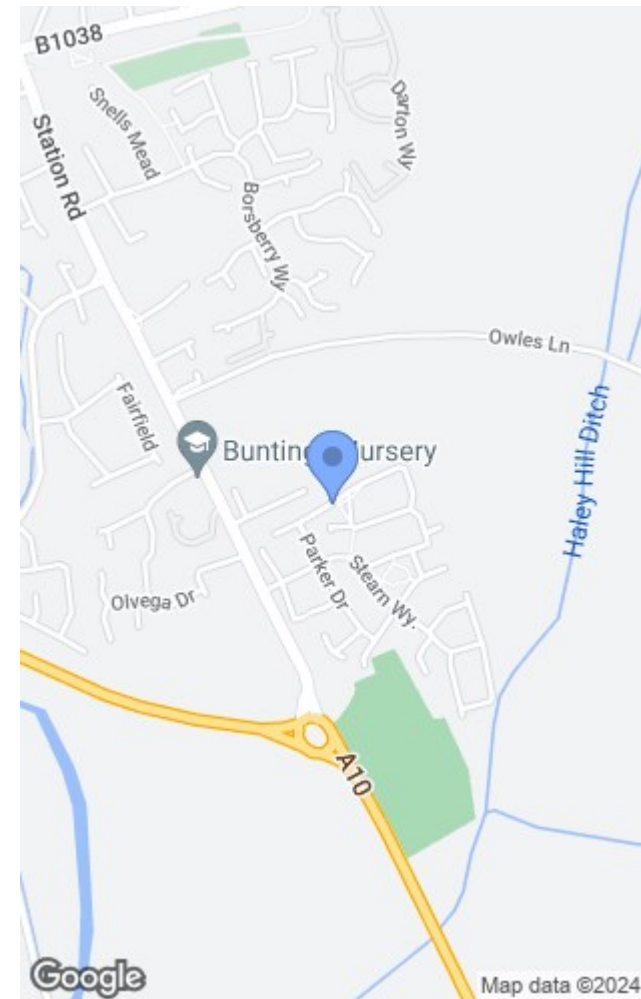 B1038
Station Rd
Snells Mead
Darton Wy.
Borsberry Wy.
Owles Ln
Fairfield
Haley Hill Ditch
Nursery
Parker Dr
Stearn Wy.
Olvega Dr
A10
Google
Map data ©2024